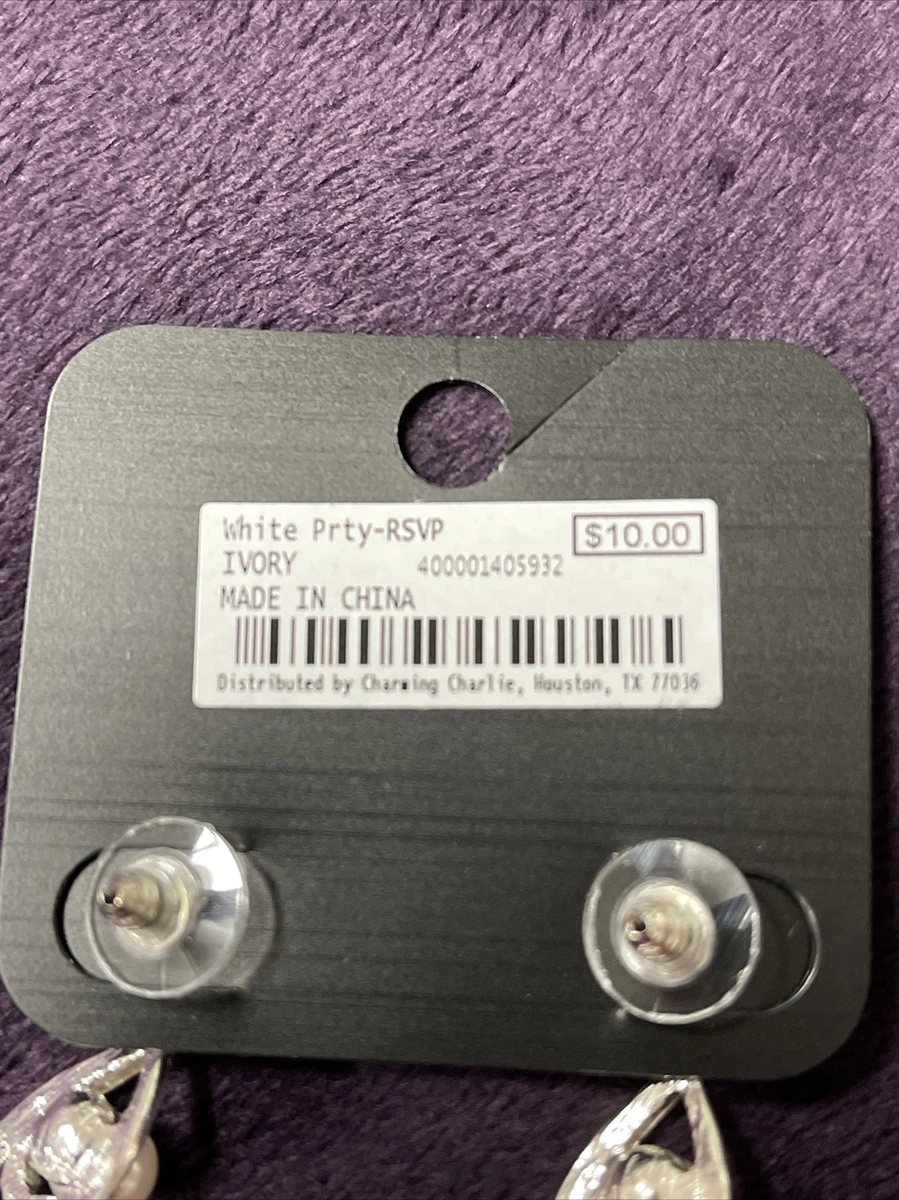 White Prty-RSVP $10.00
IVORY 400001405932
MADE IN CHINA
Distributed by Charming Charlie, Houston, TX 77036